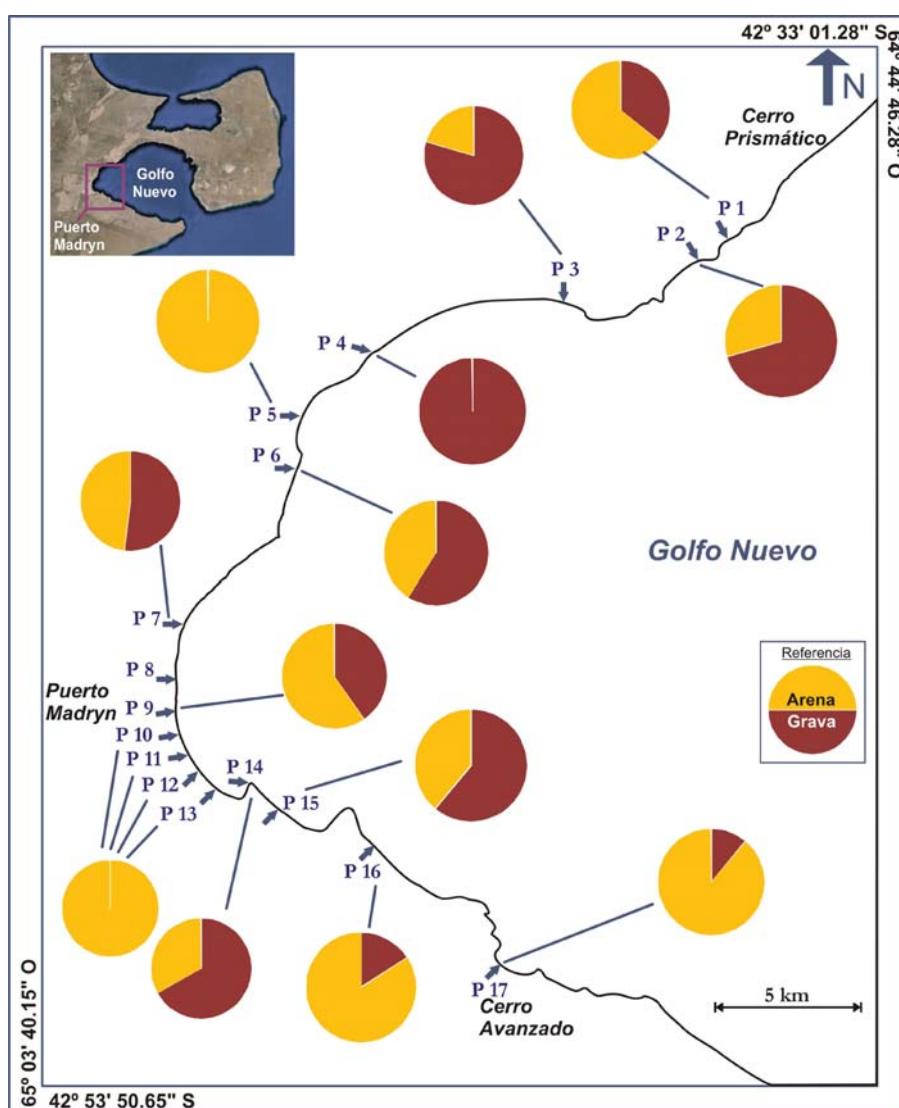 42º 33' 01.28" S
64º 44' 46.28" O
N
Cerro
Prismático
Golfo
Nuevo
Puerto
Madryn
P 1
P 2
P 3
P 4
P 5
P 6
Golfo Nuevo
P 7
Referencia
Arena
Grava
P 8
Puerto
Madryn
P 9
P 10
P 11
P 12
P 13
P 14
P 15
P 16
P 17
Cerro
Avanzado
5 km
65º 03' 40.15" O
42º 53' 50.65" S